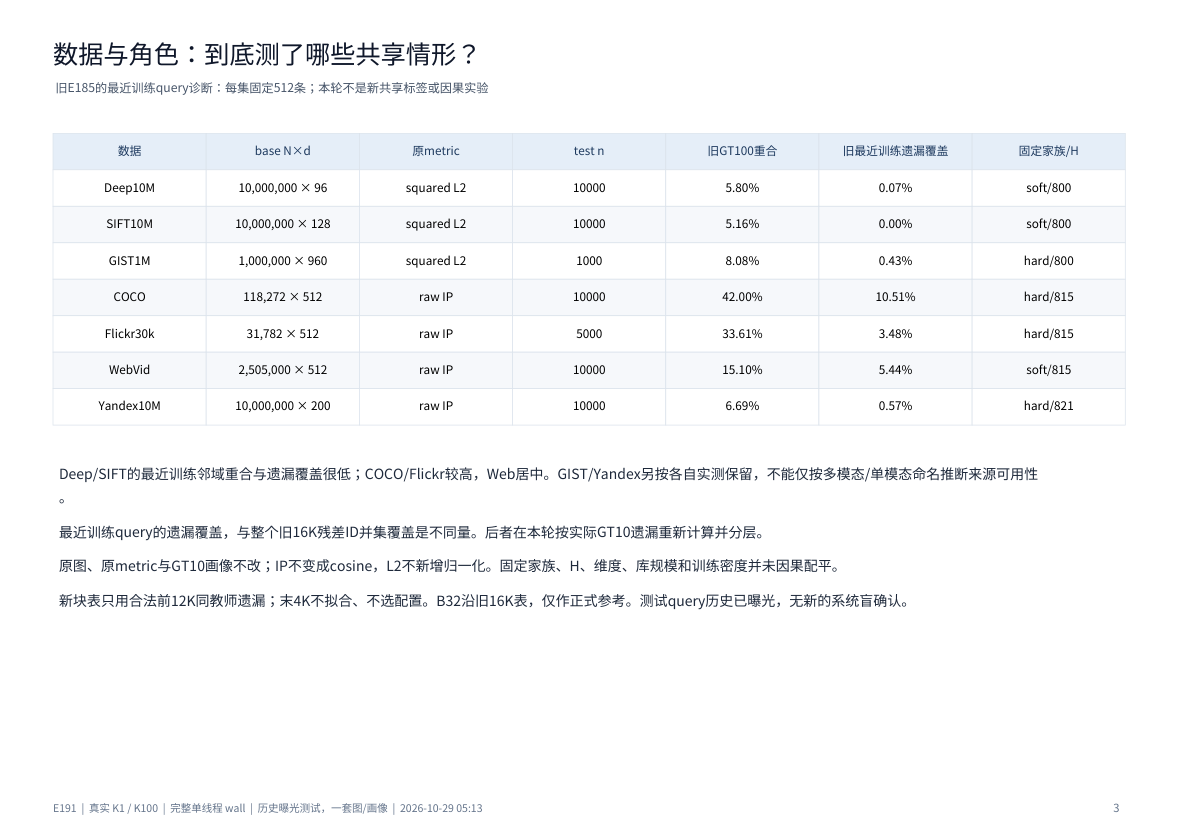 数据与角色：到底测了哪些共享情形？
旧E185的最近训练query诊断：每集固定512条；本轮不是新共享标签或因果实验
数据 base N×d 原metric test n 旧GT100重合 旧最近训练遗漏覆盖 固定家族/H
Deep10M 10,000,000 × 96 squared L2 10000 5.80% 0.07% soft/800
SIFT10M 10,000,000 × 128 squared L2 10000 5.16% 0.00% soft/800
GIST1M 1,000,000 × 960 squared L2 1000 8.08% 0.43% hard/800
COCO 118,272 × 512 raw IP 10000 42.00% 10.51% hard/815
Flickr30k 31,782 × 512 raw IP 5000 33.61% 3.48% hard/815
WebVid 2,505,000 × 512 raw IP 10000 15.10% 5.44% soft/815
Yandex10M 10,000,000 × 200 raw IP 10000 6.69% 0.57% hard/821
Deep/SIFT的最近训练邻域重合与遗漏覆盖很低；COCO/Flickr较高，Web居中。GIST/Yandex另按各自实测保留，不能仅按多模态/单模态命名推断来源可用性
。
最近训练query的遗漏覆盖，与整个旧16K残差ID并集覆盖是不同量。后者在本轮按实际GT10遗漏重新计算并分层。
原图、原metric与GT10画像不改；IP不变成cosine，L2不新增归一化。固定家族、H、维度、库规模和训练密度并未因果配平。
新块表只用合法前12K同教师遗漏；末4K不拟合、不选配置。B32沿旧16K表，仅作正式参考。测试query历史已曝光，无新的系统盲确认。
E191 | 真实 K1 / K100 | 完整单线程 wall | 历史曝光测试，一套图/画像 | 2026-10-29 05:13
3